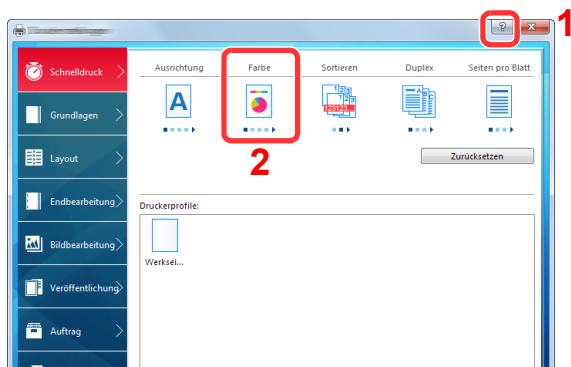 ? X 1
Schnelldruck
Grundlagen
Layout
Endbearbeitung
Bildbearbeitung
Veröffentlichung
Auftrag
Ausrichtung Farbe Sortieren Duplex Seiten pro Blatt
A
2
Zurücksetzen
Druckerprofile:
Werksei...